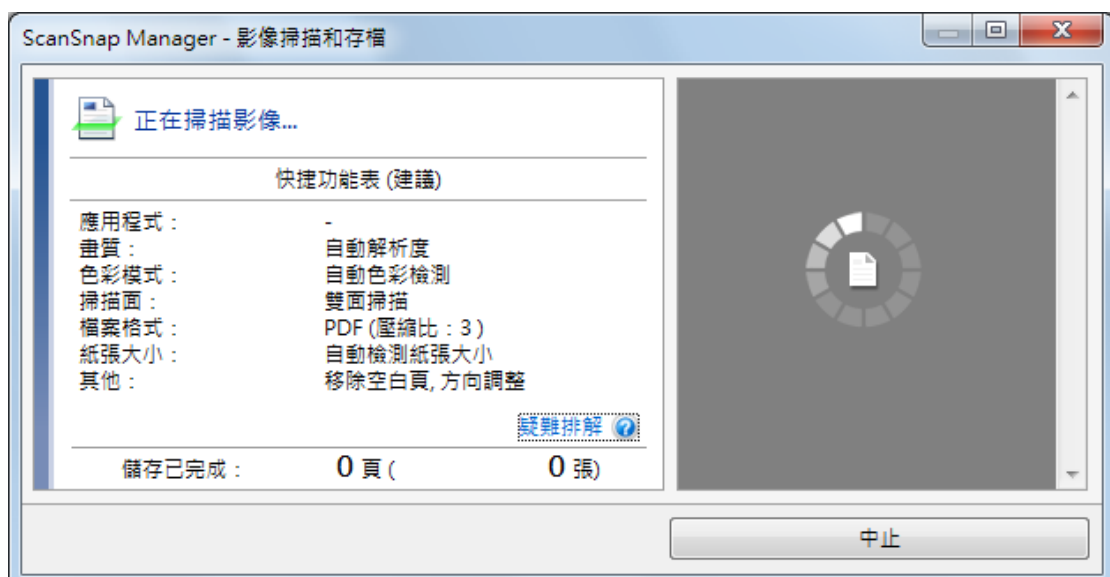 ScanSnap Manager - 影像掃描和存檔
正在掃描影像...
快捷功能表 (建議)
應用程式： -
畫質： 自動解析度
色彩模式： 自動色彩檢測
掃描面： 雙面掃描
檔案格式： PDF (壓縮比：3)
紙張大小： 自動檢測紙張大小
其他： 移除空白頁, 方向調整
疑難排解
儲存已完成： 0 頁 ( 0 張)
中止